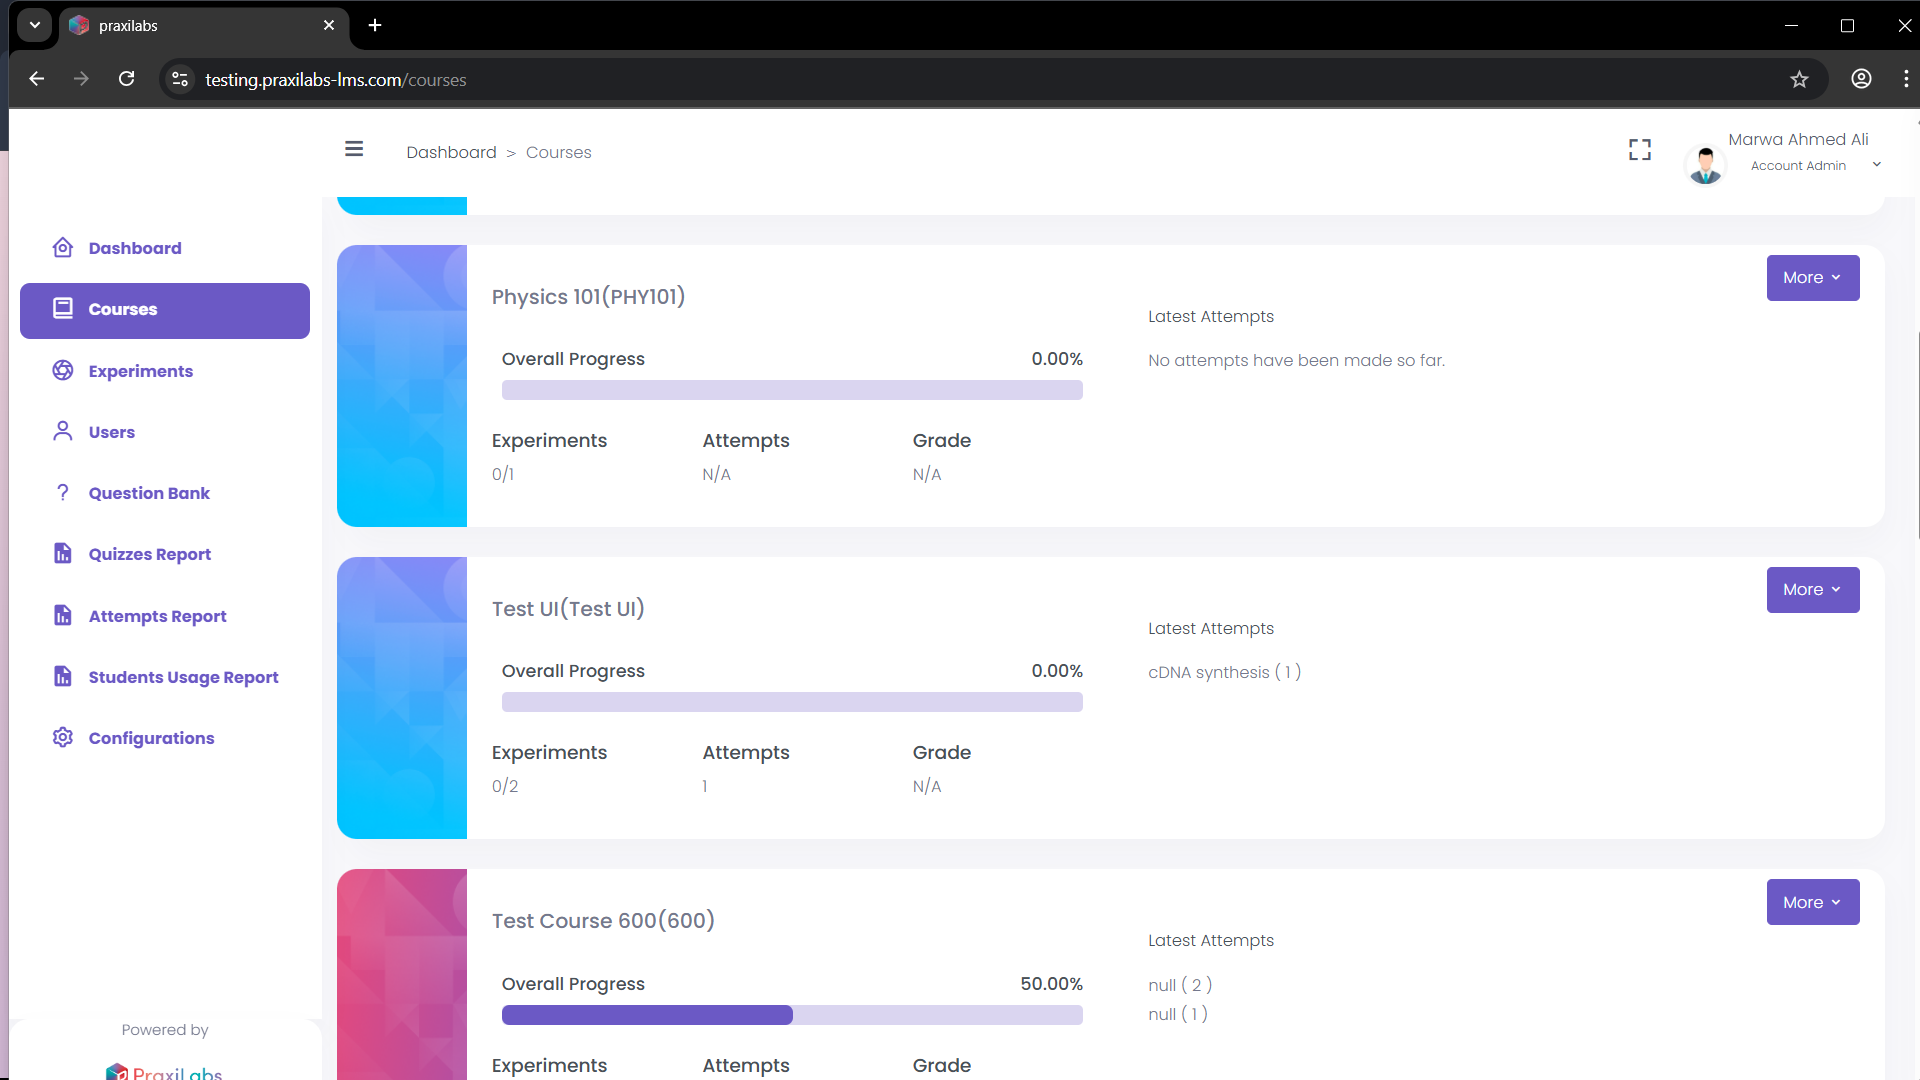 praxilabs
testing.praxilabs-lms.com/courses
Dashboard > Courses
Marwa Ahmed Ali
Account Admin
Dashboard
Courses
Experiments
Users
Question Bank
Quizzes Report
Attempts Report
Students Usage Report
Configurations
Powered by
PraxiLabs
Physics 101(PHY101)
More
Overall Progress 0.00%
Experiments Attempts Grade
0/1 N/A N/A
Latest Attempts
No attempts have been made so far.
Test UI(Test UI)
More
Overall Progress 0.00%
Experiments Attempts Grade
0/2 1 N/A
Latest Attempts
cDNA synthesis ( 1 )
Test Course 600(600)
More
Overall Progress 50.00%
Experiments Attempts Grade
Latest Attempts
null ( 2 )
null ( 1 )